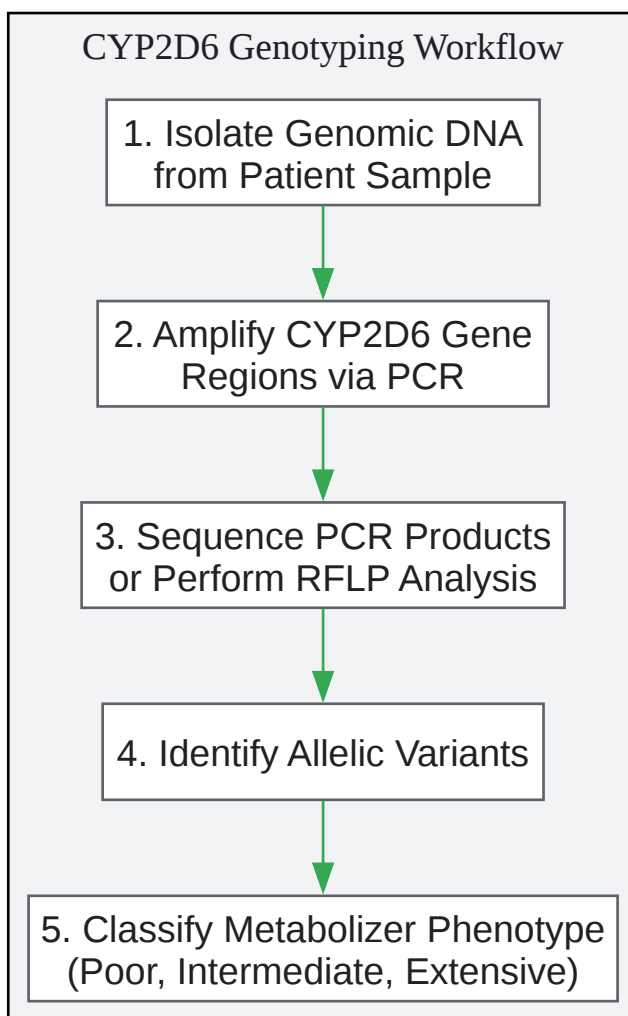 CYP2D6 Genotyping Workflow
1. Isolate Genomic DNA
from Patient Sample
2. Amplify CYP2D6 Gene
Regions via PCR
3. Sequence PCR Products
or Perform RFLP Analysis
4. Identify Allelic Variants
5. Classify Metabolizer Phenotype
(Poor, Intermediate, Extensive)